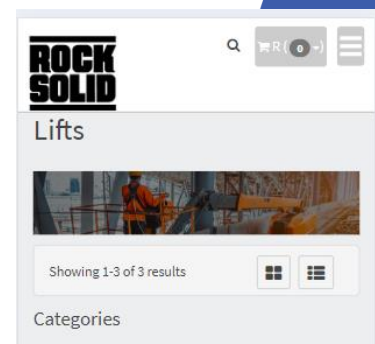 ROCK
SOLID
R ( 0 )
Lifts
Showing 1-3 of 3 results
Categories